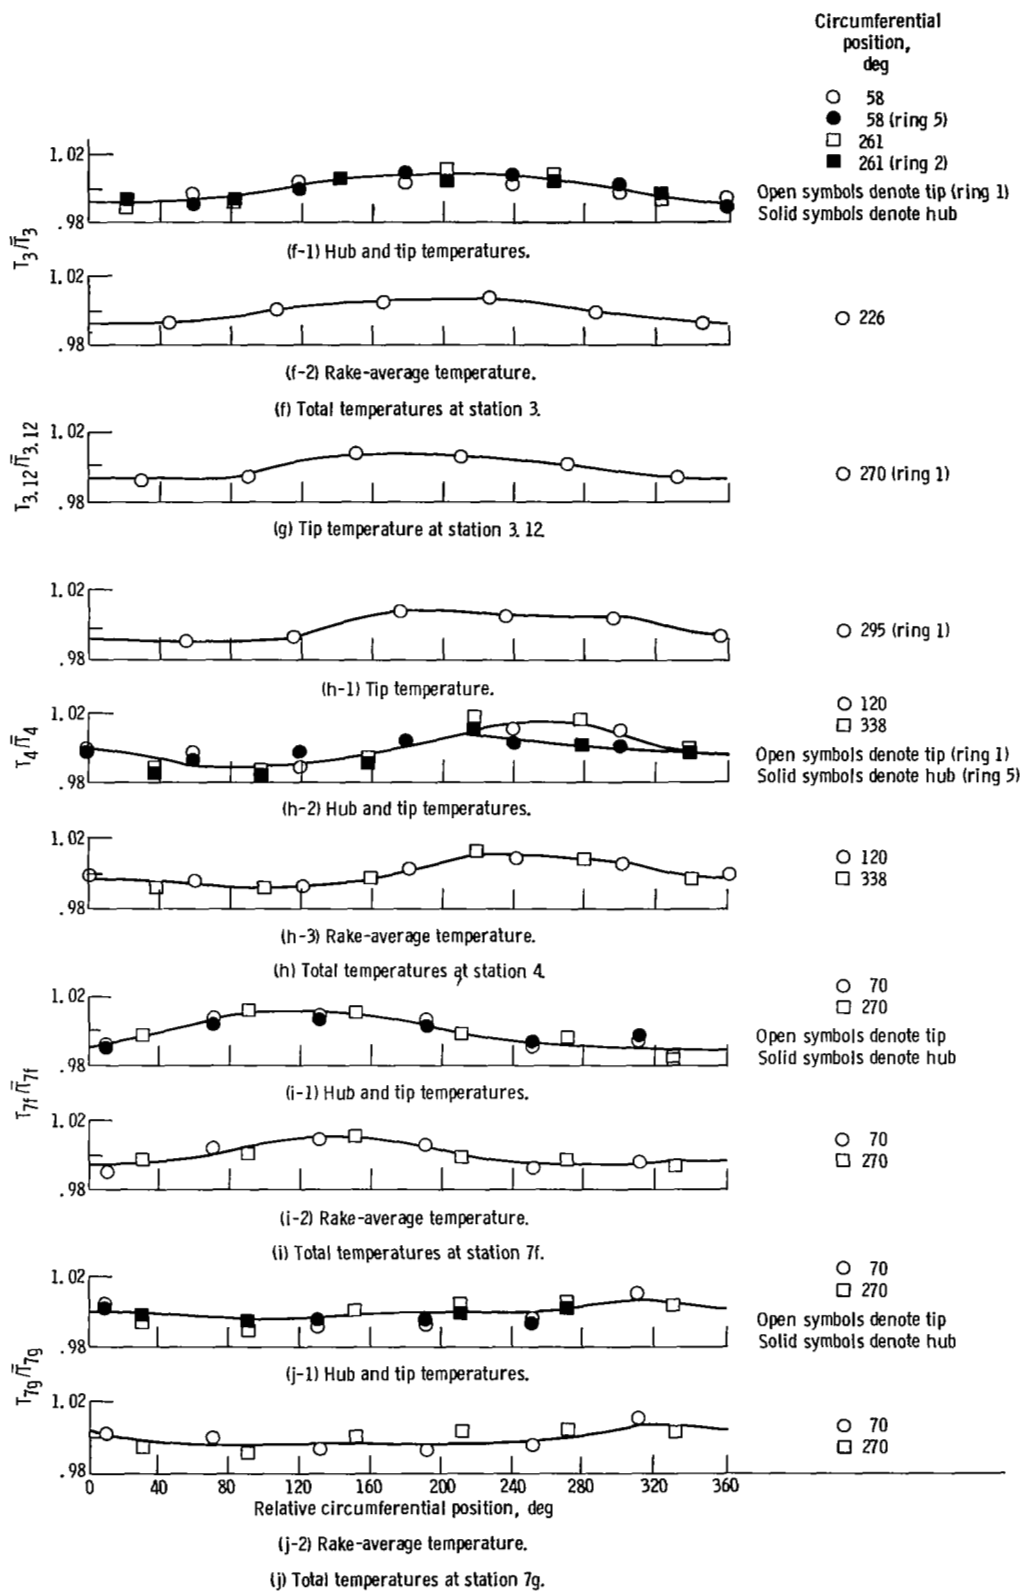 Circumferential
position,
deg
58
58 (ring 5)
261
261 (ring 2)
Open symbols denote tip (ring 1)
Solid symbols denote hub
1.02
.98
T3/T̅3
(f-1) Hub and tip temperatures.
1.02
.98
226
(f-2) Rake-average temperature.
(f) Total temperatures at station 3.
1.02
.98
T3.12/T̅3.12
270 (ring 1)
(g) Tip temperature at station 3.12
1.02
.98
295 (ring 1)
(h-1) Tip temperature.
120
338
Open symbols denote tip (ring 1)
Solid symbols denote hub (ring 5)
1.02
.98
T4/T̅4
(h-2) Hub and tip temperatures.
1.02
.98
120
338
(h-3) Rake-average temperature.
(h) Total temperatures at station 4.
70
270
Open symbols denote tip
Solid symbols denote hub
1.02
.98
T7f/T̅7f
(i-1) Hub and tip temperatures.
1.02
.98
70
270
(i-2) Rake-average temperature.
(i) Total temperatures at station 7f.
70
270
Open symbols denote tip
Solid symbols denote hub
1.02
.98
T7g/T̅7g
(j-1) Hub and tip temperatures.
1.02
.98
70
270
0 40 80 120 160 200 240 280 320 360
Relative circumferential position, deg
(j-2) Rake-average temperature.
(j) Total temperatures at station 7g.